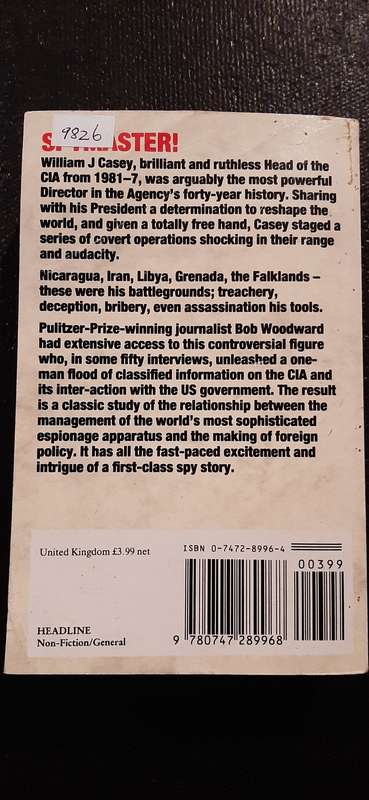 9826
MASTER!
William J Casey, brilliant and ruthless Head of the
CIA from 1981–7, was arguably the most powerful
Director in the Agency's forty-year history. Sharing
with his President a determination to reshape the
world, and given a totally free hand, Casey staged a
series of covert operations shocking in their range
and audacity.
Nicaragua, Iran, Libya, Grenada, the Falklands –
these were his battlegrounds; treachery,
deception, bribery, even assassination his tools.
Pulitzer-Prize-winning journalist Bob Woodward
had extensive access to this controversial figure
who, in some fifty interviews, unleashed a one-
man flood of classified information on the CIA and
its inter-action with the US government. The result
is a classic study of the relationship between the
management of the world's most sophisticated
espionage apparatus and the making of foreign
policy. It has all the fast-paced excitement and
intrigue of a first-class spy story.
United Kingdom £3.99 net
ISBN 0-7472-8996-4
00399
9 780747 289968
HEADLINE
Non-Fiction/General